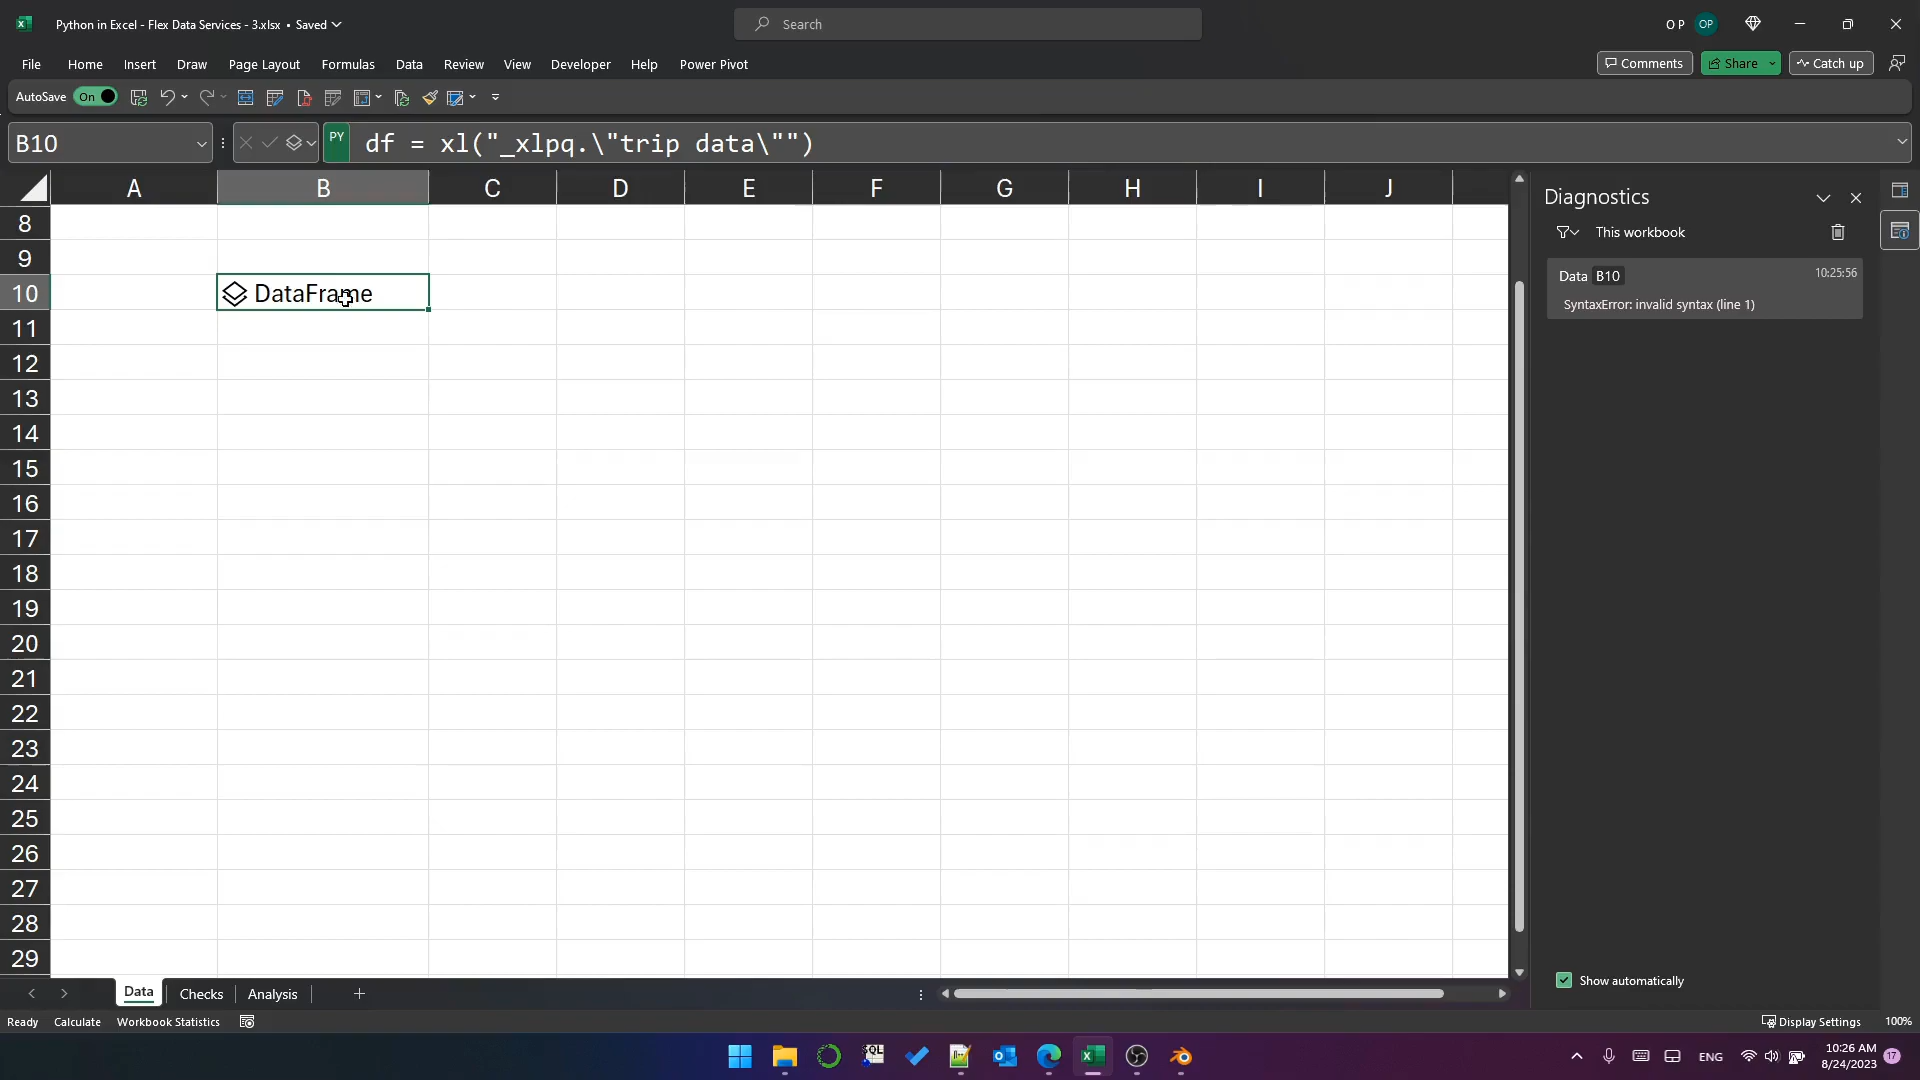 Python in Excel - Flex Data Services - 3.xlsx • Saved
Search
O P
OP
File Home Insert Draw Page Layout Formulas Data Review View Developer Help Power Pivot
Comments Share Catch up
AutoSave On
B10
PY
df = xl("_xlpq.\"trip data\"")
A B C D E F G H I J
8
9
10
DataFrame
11
12
13
14
15
16
17
18
19
20
21
22
23
24
25
26
27
28
29
Diagnostics
This workbook
Data B10 10:25:56
SyntaxError: invalid syntax (line 1)
Show automatically
Data Checks Analysis
Ready Calculate Workbook Statistics
Display Settings 100%
SQL
ENG
10:26 AM
8/24/2023
17